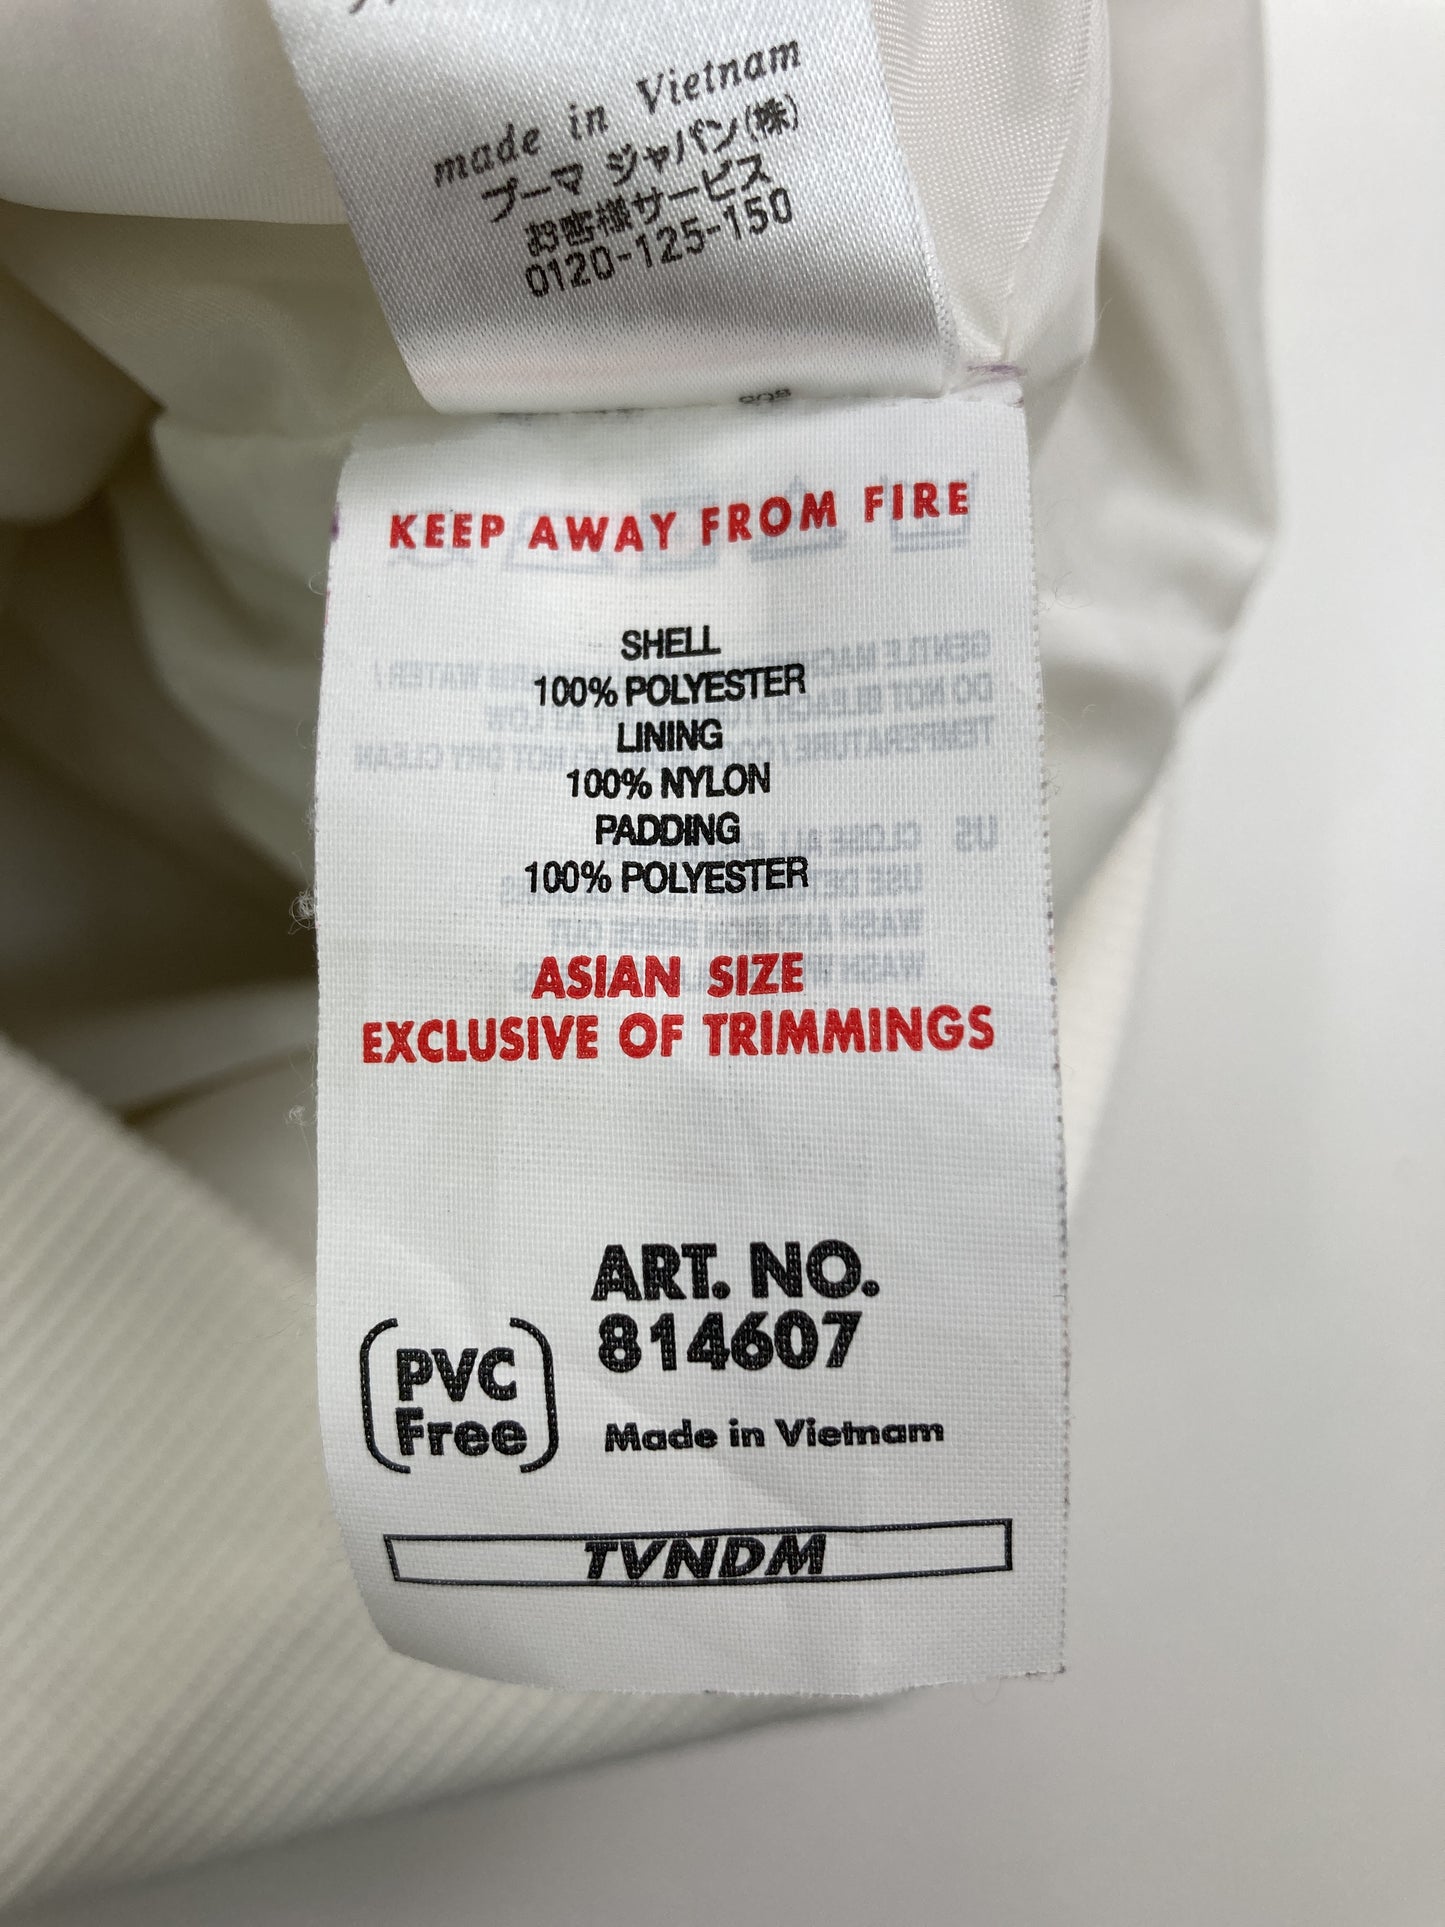 made in Vietnam
プーマ ジャパン(株)
お客様サービス
0120-125-150
KEEP AWAY FROM FIRE
SHELL
100% POLYESTER
LINING
100% NYLON
PADDING
100% POLYESTER
ASIAN SIZE
EXCLUSIVE OF TRIMMINGS
ART. NO.
814607
PVC
Free
Made in Vietnam
TVNDM